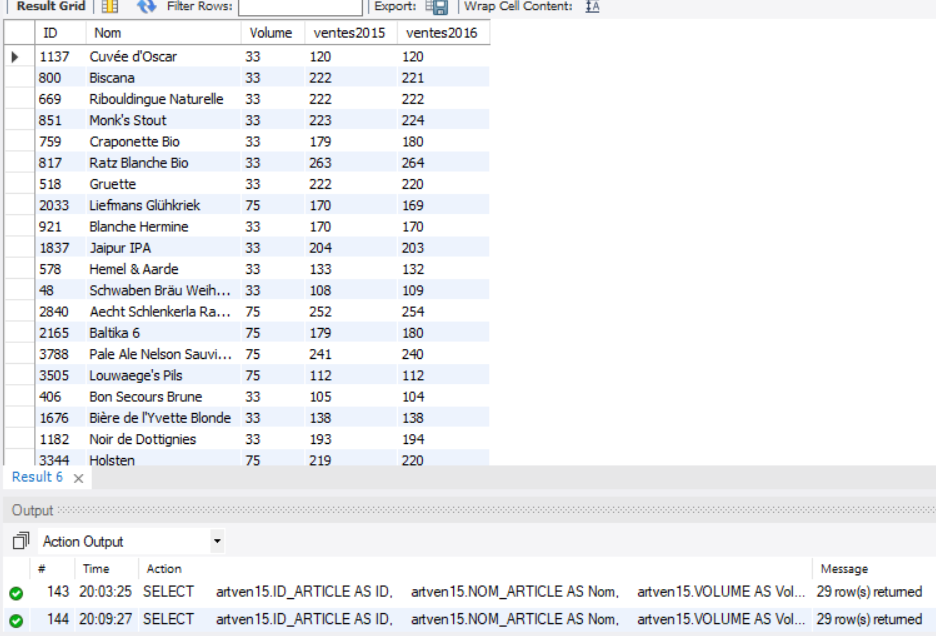 Result Grid Filter Rows: Export: Wrap Cell Content:
ID Nom Volume ventes2015 ventes2016
1137 Cuvée d'Oscar 33 120 120
800 Biscana 33 222 221
669 Ribouldingue Naturelle 33 222 222
851 Monk's Stout 33 223 224
759 Craponette Bio 33 179 180
817 Ratz Blanche Bio 33 263 264
518 Gruette 33 222 220
2033 Liefmans Glühkriek 75 170 169
921 Blanche Hermine 33 170 170
1837 Jaipur IPA 33 204 203
578 Hemel & Aarde 33 133 132
48 Schwaben Bräu Weih... 33 108 109
2840 Aecht Schlenkerla Ra... 75 252 254
2165 Baltika 6 75 179 180
3788 Pale Ale Nelson Sauvi... 75 241 240
3505 Louwaege's Pils 75 112 112
406 Bon Secours Brune 33 105 104
1676 Bière de l'Yvette Blonde 33 138 138
1182 Noir de Dottignies 33 193 194
3344 Holsten 75 219 220
Result 6
Output
Action Output
# Time Action Message
143 20:03:25 SELECT artven15.ID_ARTICLE AS ID, artven15.NOM_ARTICLE AS Nom, artven15.VOLUME AS Vol... 29 row(s) returned
144 20:09:27 SELECT artven15.ID_ARTICLE AS ID, artven15.NOM_ARTICLE AS Nom, artven15.VOLUME AS Vol... 29 row(s) returned